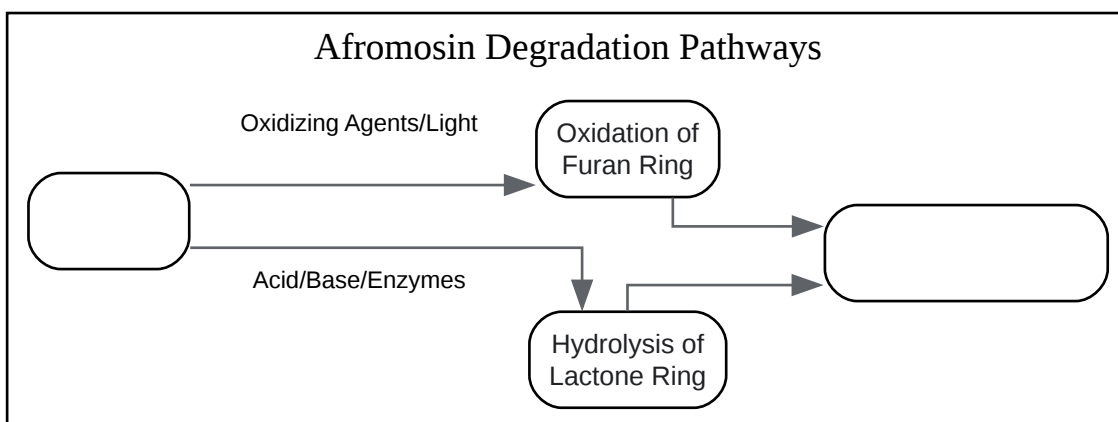 Afromosin Degradation Pathways
Oxidizing Agents/Light
Oxidation of
Furan Ring
Acid/Base/Enzymes
Hydrolysis of
Lactone Ring